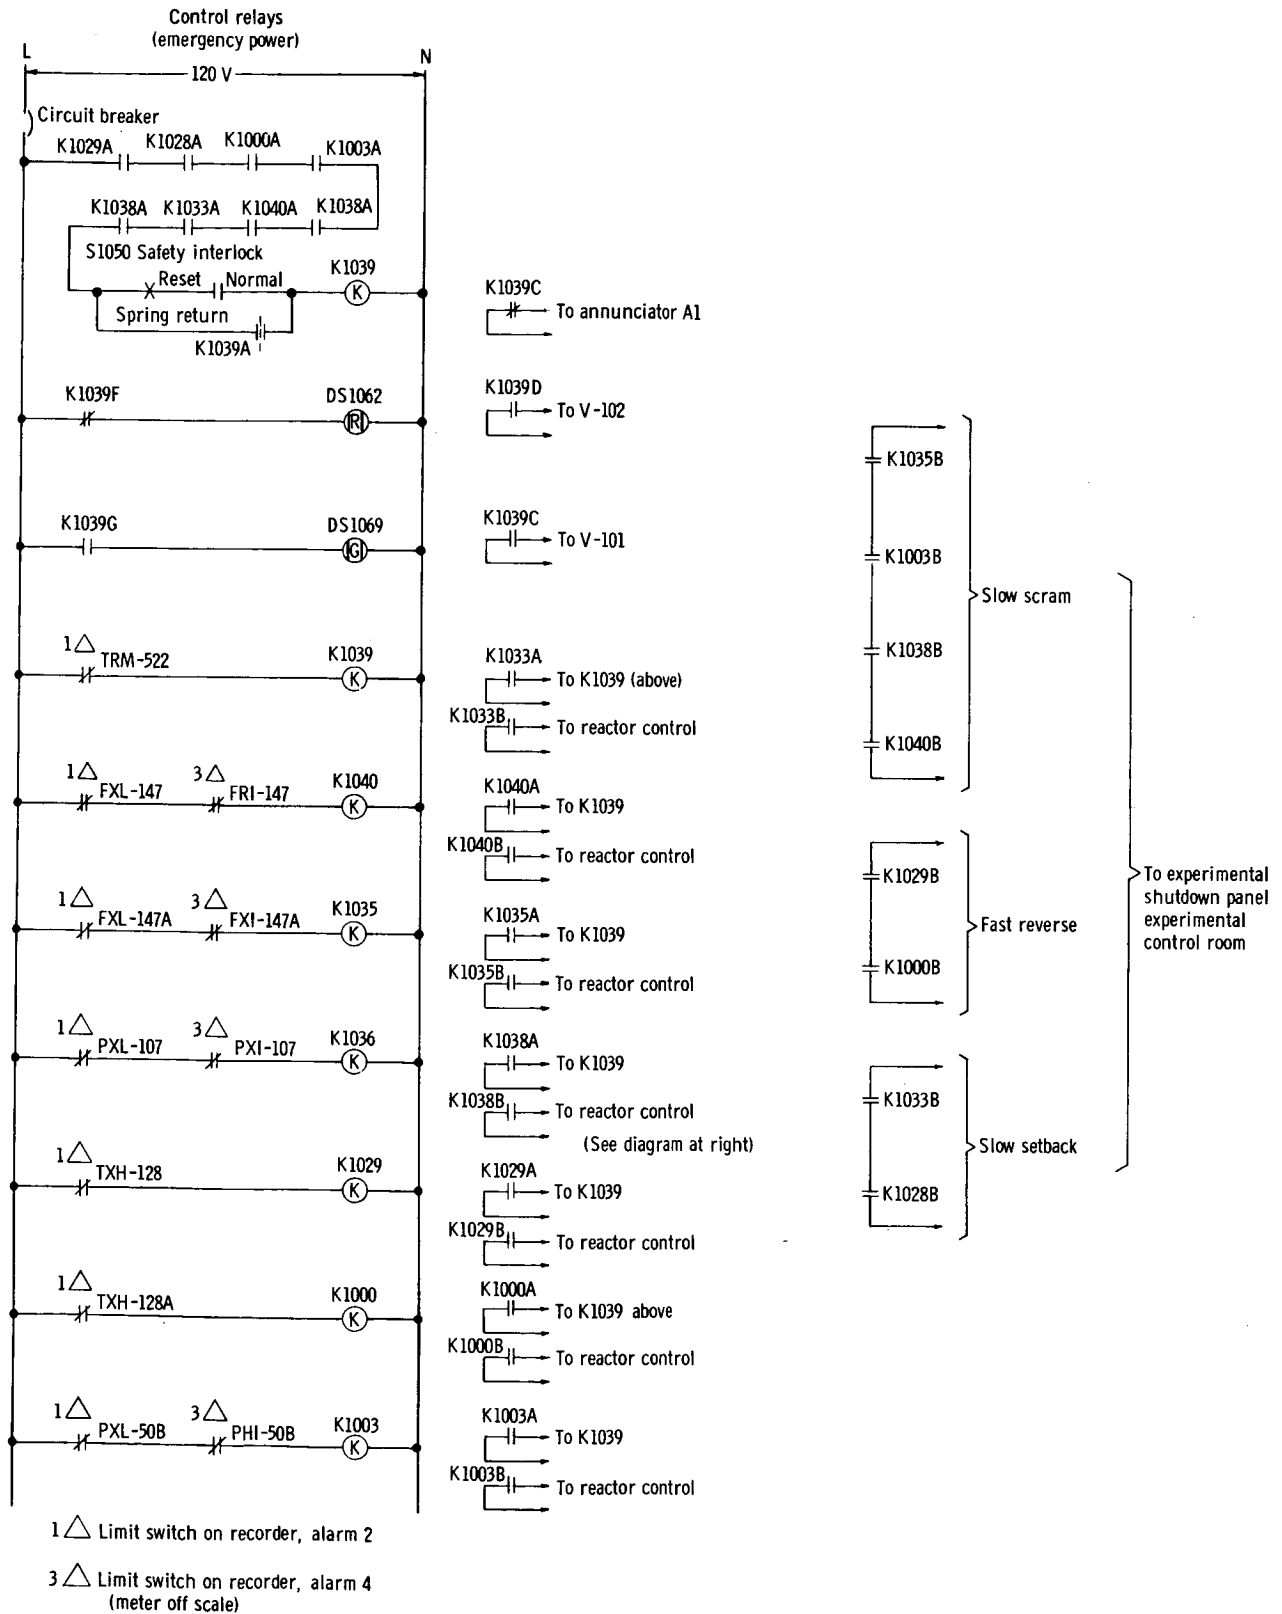 Control relays
(emergency power)
L
N
120 V
Circuit breaker
K1029A
K1028A
K1000A
K1003A
K1038A
K1033A
K1040A
K1038A
S1050 Safety interlock
Reset
Normal
K1039
Spring return
K1039A
K1039C
To annunciator A1
K1039F
DS1062
R
K1039D
To V-102
K1039G
DS1069
G
K1039C
To V-101
1
TRM-522
K1039
K
K1033A
To K1039 (above)
K1033B
To reactor control
1
FXL-147
3
FRI-147
K1040
K
K1040A
To K1039
K1040B
To reactor control
1
FXL-147A
3
FXI-147A
K1035
K
K1035A
To K1039
K1035B
To reactor control
1
PXL-107
3
PXI-107
K1036
K
K1038A
To K1039
K1038B
To reactor control
(See diagram at right)
1
TXH-128
K1029
K
K1029A
To K1039
K1029B
To reactor control
1
TXH-128A
K1000
K
K1000A
To K1039 above
K1000B
To reactor control
1
PXL-50B
3
PHI-50B
K1003
K
K1003A
To K1039
K1003B
To reactor control
K
K1035B
K1003B
K1038B
K1040B
Slow scram
K1029B
K1000B
Fast reverse
K1033B
K1028B
Slow setback
To experimental
shutdown panel
experimental
control room
1 Limit switch on recorder, alarm 2
3 Limit switch on recorder, alarm 4
(meter off scale)